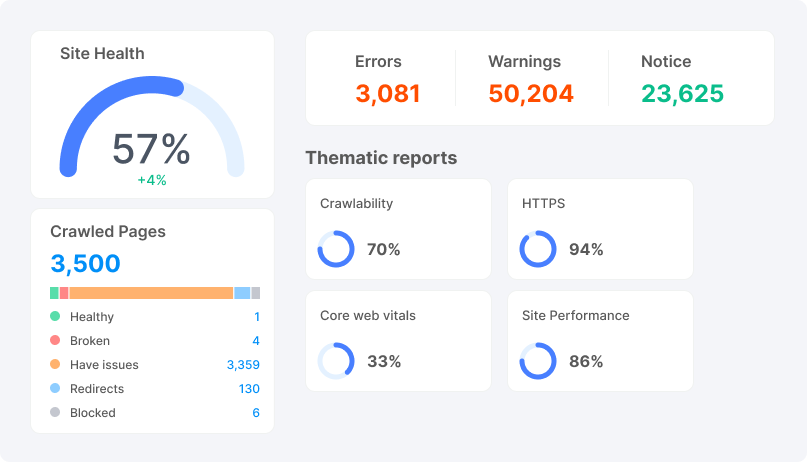 Site Health
57%
+4%
Crawled Pages
3,500
Healthy 1
Broken 4
Have issues 3,359
Redirects 130
Blocked 6
Errors Warnings Notice
3,081 50,204 23,625
Thematic reports
Crawlability HTTPS
70% 94%
Core web vitals Site Performance
33% 86%